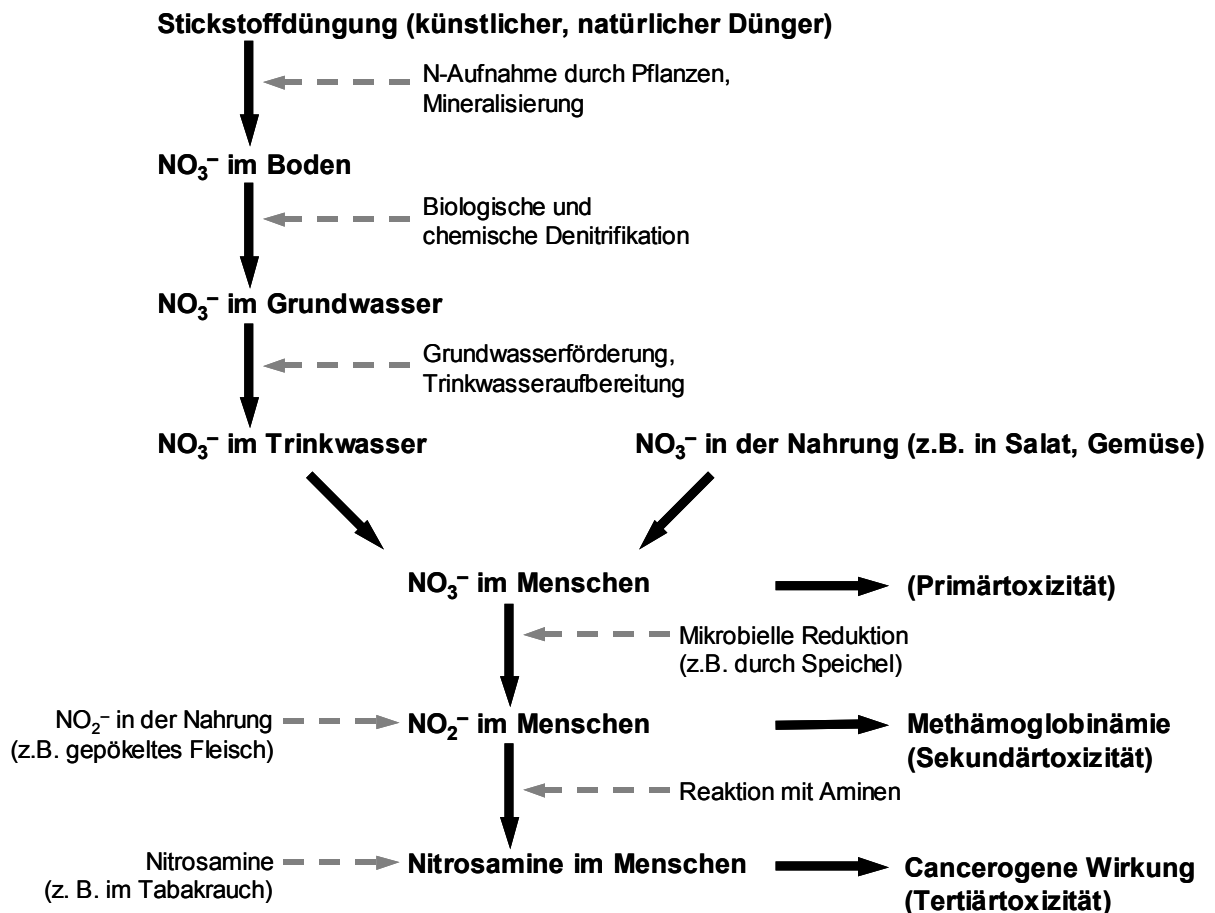 Stickstoffdüngung (künstlicher, natürlicher Dünger)
N-Aufnahme durch Pflanzen,
Mineralisierung
NO₃⁻ im Boden
Biologische und
chemische Denitrifikation
NO₃⁻ im Grundwasser
Grundwasserförderung,
Trinkwasseraufbereitung
NO₃⁻ im Trinkwasser
NO₃⁻ in der Nahrung (z.B. in Salat, Gemüse)
NO₃⁻ im Menschen
(Primärtoxizität)
Mikrobielle Reduktion
(z.B. durch Speichel)
NO₂⁻ in der Nahrung
(z.B. gepökeltes Fleisch)
NO₂⁻ im Menschen
Methämoglobinämie
(Sekundärtoxizität)
Reaktion mit Aminen
Nitrosamine
(z. B. im Tabakrauch)
Nitrosamine im Menschen
Cancerogene Wirkung
(Tertiärtoxizität)